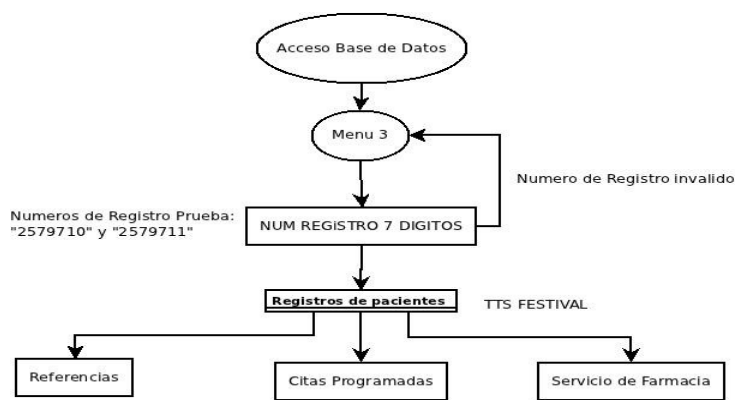 Acceso Base de Datos
Menu 3
Numero de Registro invalido
Numeros de Registro Prueba:
"2579710" y "2579711"
NUM REGISTRO 7 DIGITOS
Registros de pacientes
TTS FESTIVAL
Referencias
Citas Programadas
Servicio de Farmacia